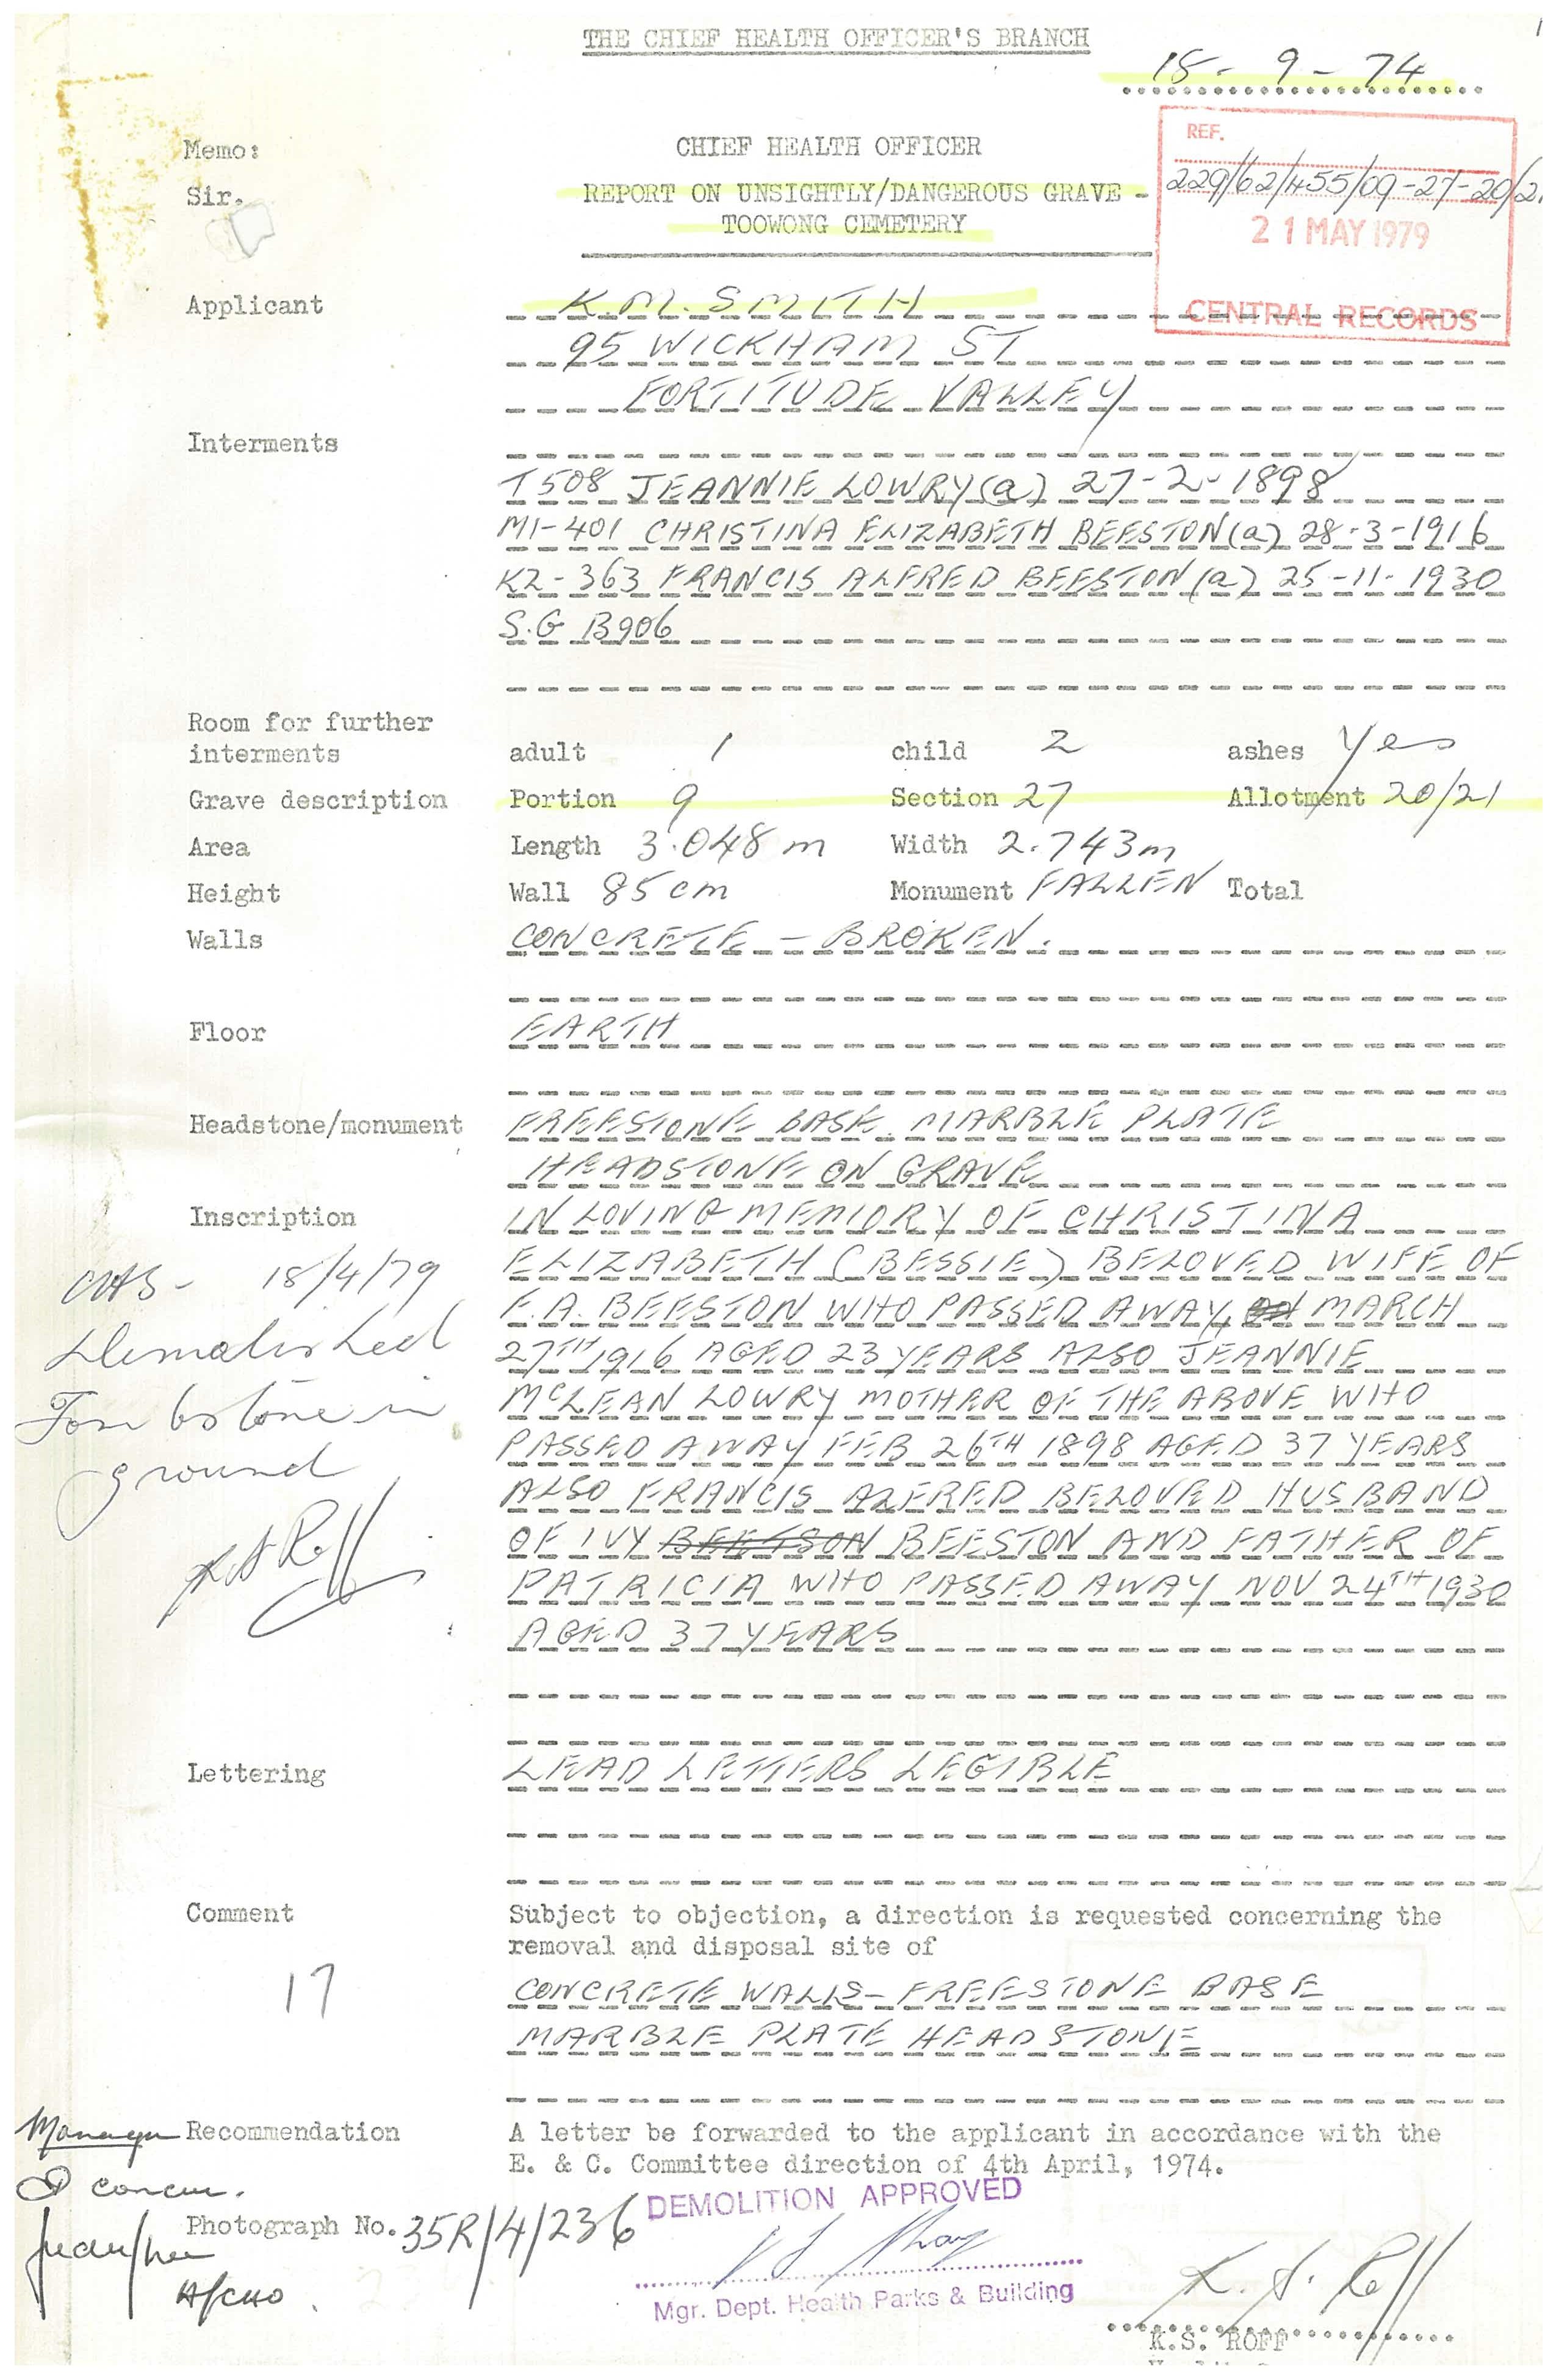 THE CHIEF HEALTH OFFICER'S BRANCH
18 - 9 - 74
Memo:
CHIEF HEALTH OFFICER
REF.
Sir.
REPORT ON UNSIGHTLY/DANGEROUS GRAVE -
TOOWONG CEMETERY
229/62/455/09-27-20/21
21 MAY 1979
CENTRAL RECORDS
Applicant
K.M. SMITH
95 WICKHAM ST
FORTITUDE VALLEY
Interments
T508 JEANNIE LOWRY (a) 27-2-1898
M1-401 CHRISTINA ELIZABETH BEESTON (a) 28-3-1916
K2-363 FRANCIS ALFRED BEESTON (a) 25-11-1930
S.G B906
Room for further
interments adult 1 child 2 ashes Yes
Grave description Portion 9 Section 27 Allotment 20/21
Area Length 3.048 m Width 2.743m
Height Wall 85 cm Monument FALLEN Total
Walls CONCRETE - BROKEN.
Floor EARTH
Headstone/monument FREESTONE BASE MARBLE PLATE
HEADSTONE ON GRAVE
Inscription IN LOVING MEMORY OF CHRISTINA
ELIZABETH (BESSIE) BELOVED WIFE OF
F.A. BEESTON WHO PASSED AWAY MARCH
27TH 1916 AGED 23 YEARS ALSO JEANNIE
MCLEAN LOWRY MOTHER OF THE ABOVE WHO
PASSED AWAY FEB 26TH 1898 AGED 37 YEARS
ALSO FRANCIS ALFRED BELOVED HUSBAND
OF IVY BEETSON BEESTON AND FATHER OF
PATRICIA WHO PASSED AWAY NOV 24TH 1930
AGED 37 YEARS
18/4/79
Demolished
Tombstone in
ground
Lettering LEAD LETTERS LEGIBLE
Comment Subject to objection, a direction is requested concerning the
removal and disposal site of
17
CONCRETE WALLS - FREESTONE BASE
MARBLE PLATE HEADSTONE
Manager
Recommendation A letter be forwarded to the applicant in accordance with the
E. & C. Committee direction of 4th April, 1974.
I concur.
Photograph No. 35R/4/236
DEMOLITION APPROVED
A/CHO
Mgr. Dept. Health Parks & Building
K. S. Roff
K.S. ROFF